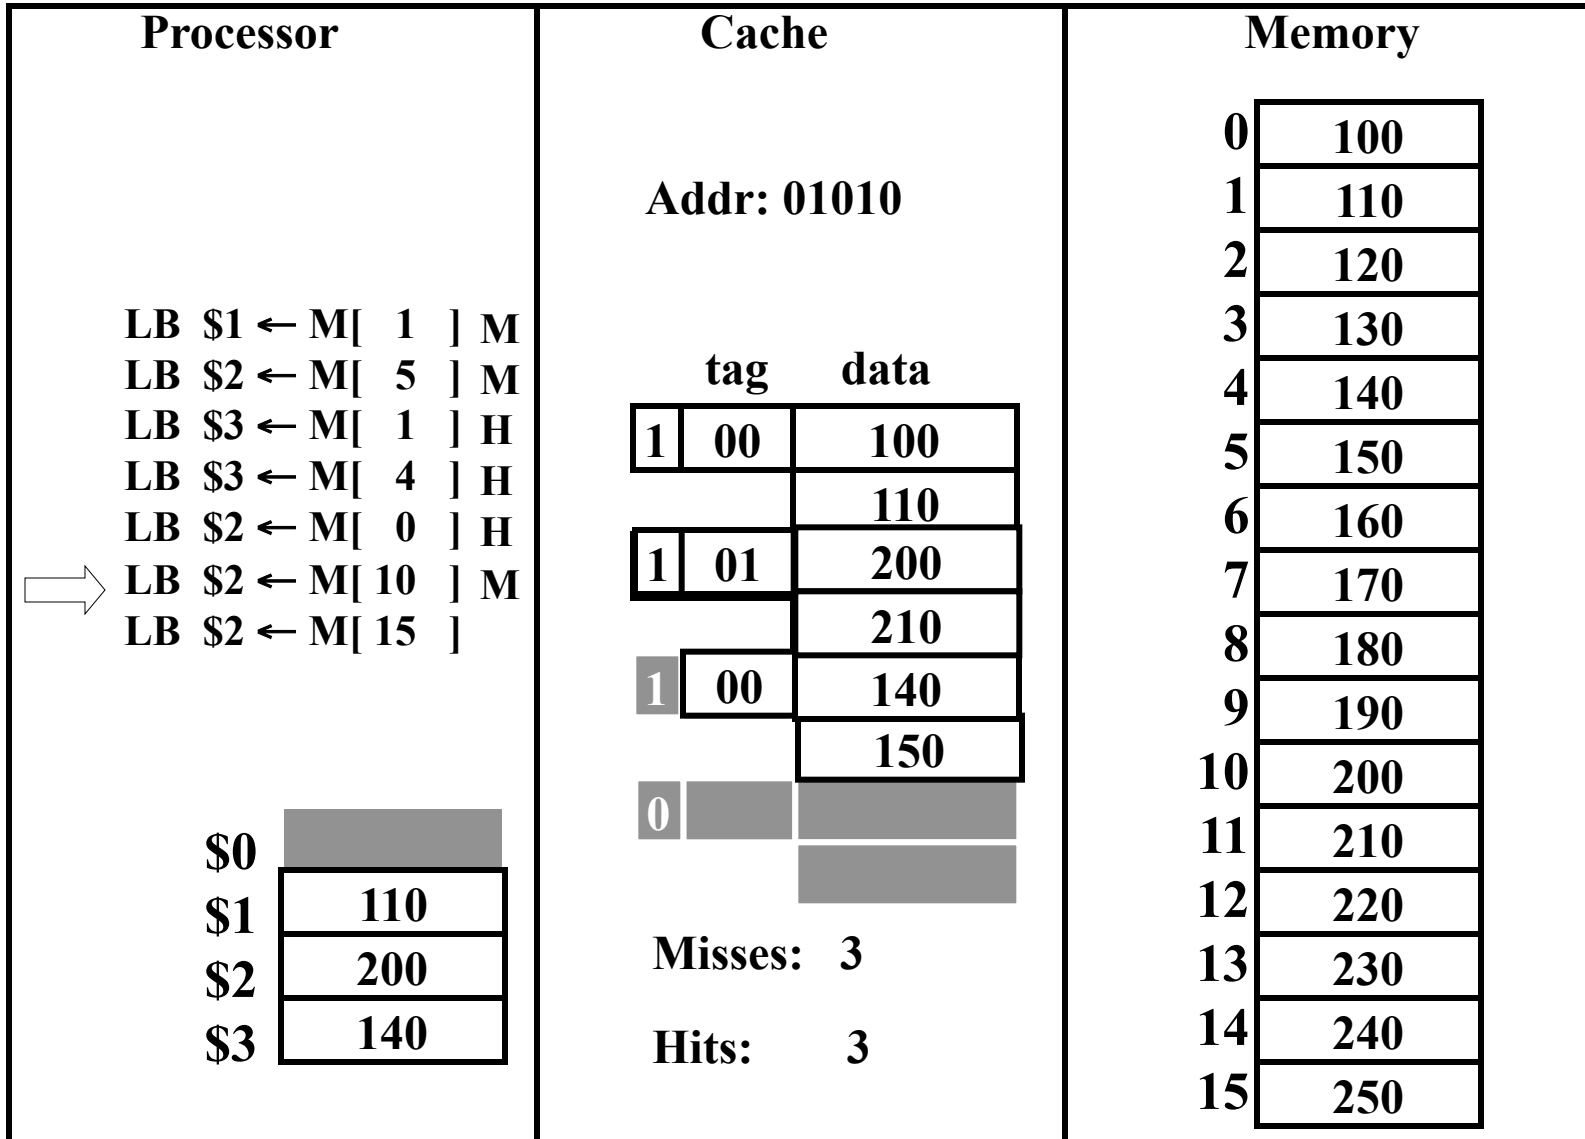 Processor
LB $1 ← M[ 1 ] M
LB $2 ← M[ 5 ] M
LB $3 ← M[ 1 ] H
LB $3 ← M[ 4 ] H
LB $2 ← M[ 0 ] H
LB $2 ← M[ 10 ] M
LB $2 ← M[ 15 ]
$0
$1 110
$2 200
$3 140
Cache
Addr: 01010
tag data
1 00 100
110
1 01 200
210
1 00 140
150
0
Misses: 3
Hits: 3
Memory
0 100
1 110
2 120
3 130
4 140
5 150
6 160
7 170
8 180
9 190
10 200
11 210
12 220
13 230
14 240
15 250